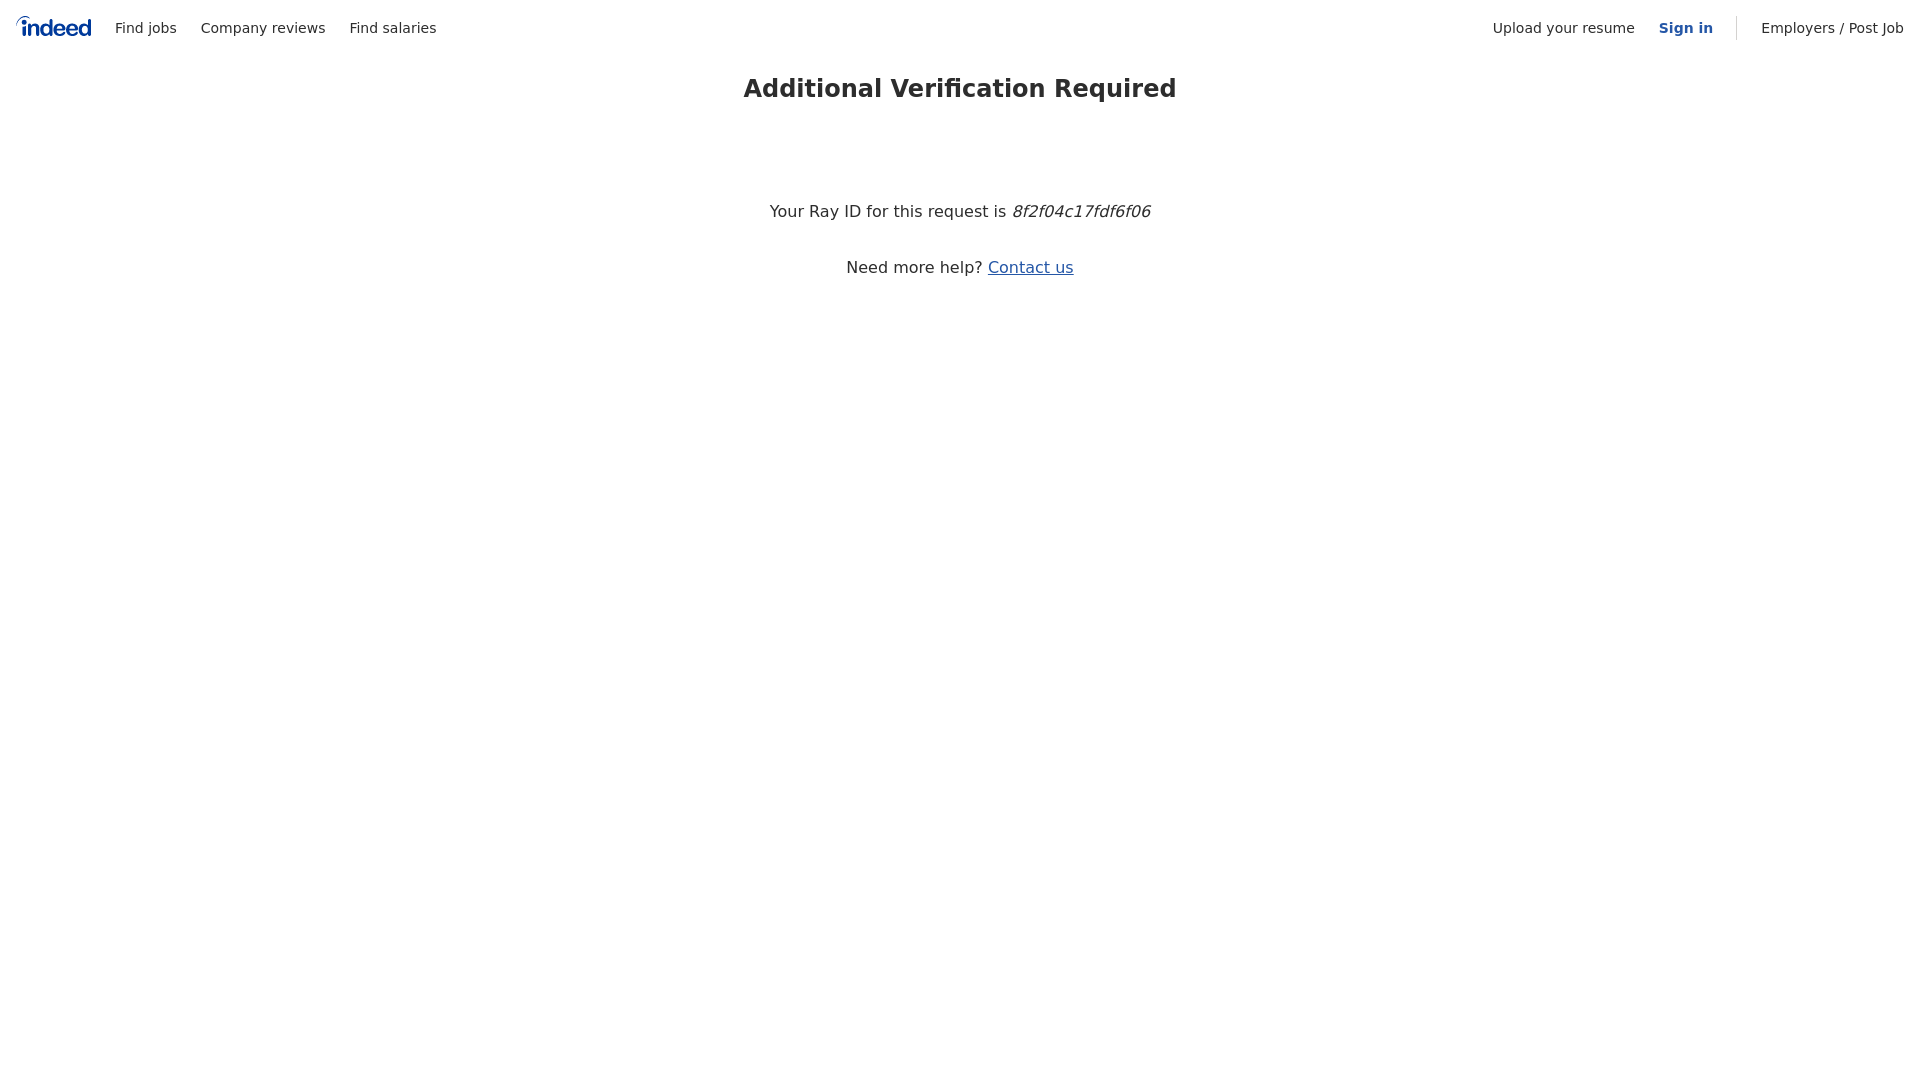 indeed Find jobs Company reviews Find salaries Upload your resume Sign in Employers / Post Job
Additional Verification Required
Your Ray ID for this request is 8f2f04c17fdf6f06
Need more help? Contact us